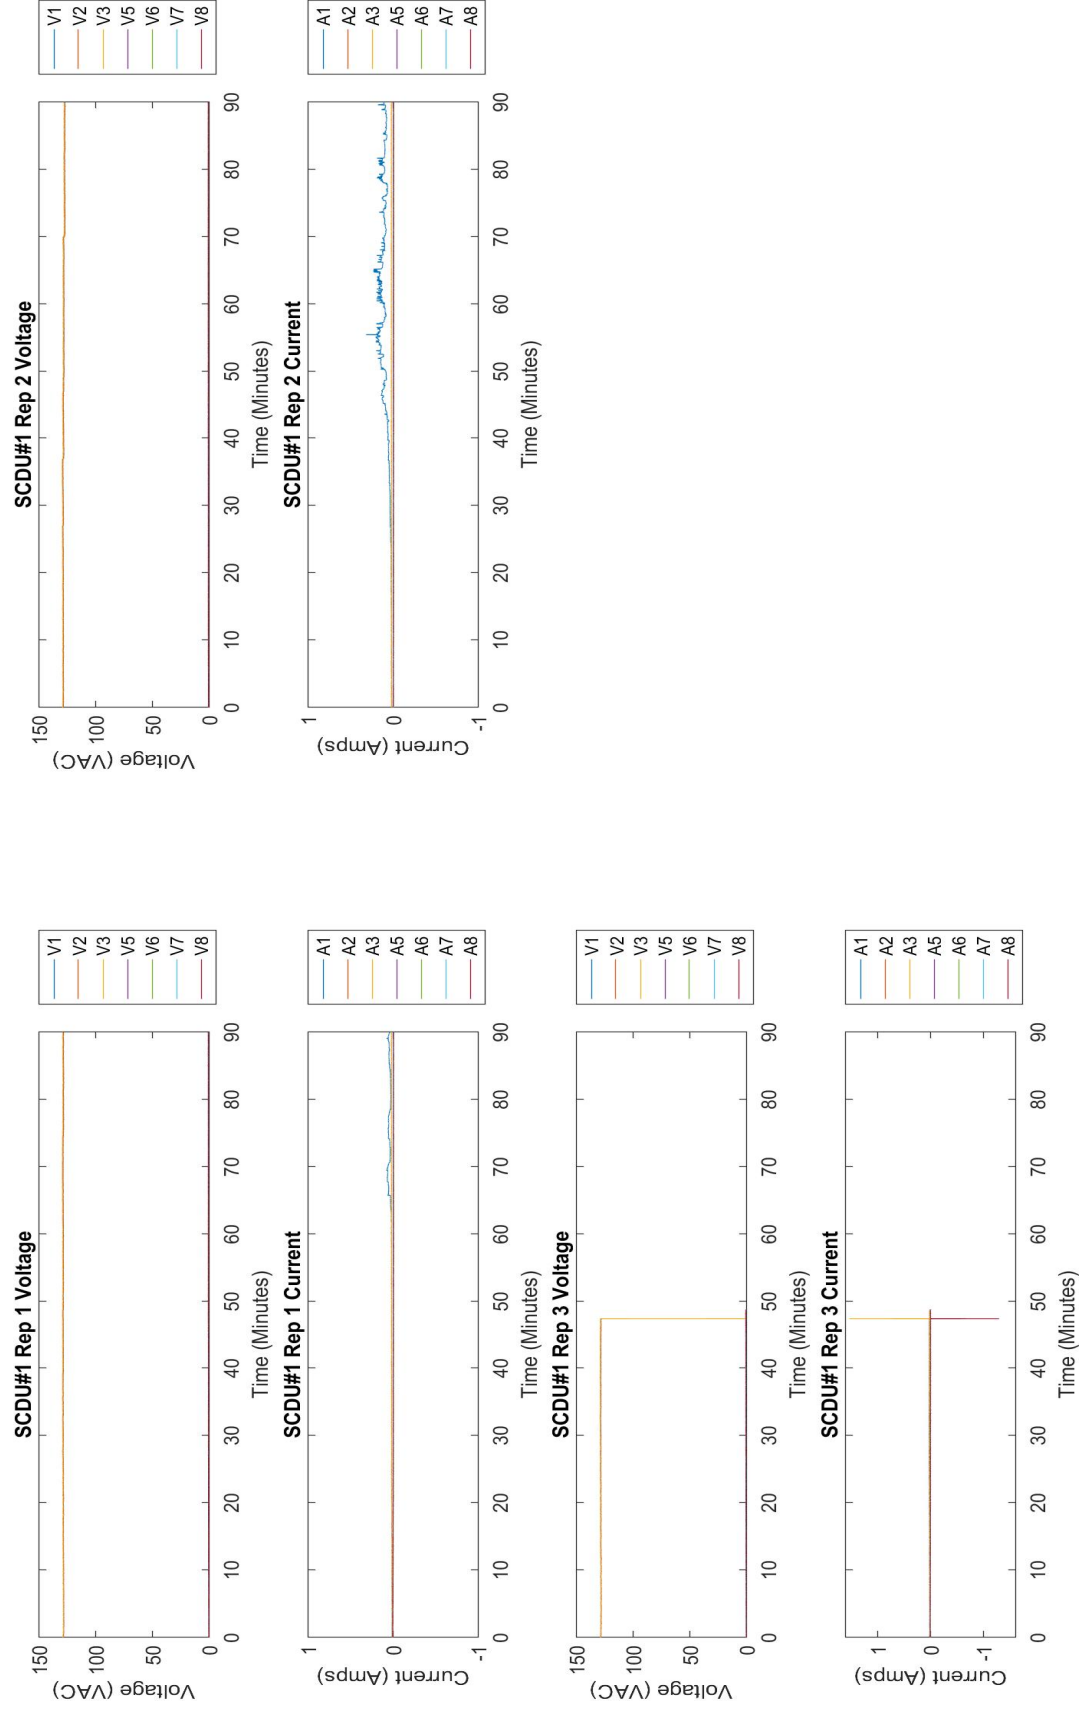 SCDU#1 Rep 1 Voltage
150
100
50
0
Voltage (VAC)
0 10 20 30 40 50 60 70 80 90
Time (Minutes)
V1
V2
V3
V5
V6
V7
V8
SCDU#1 Rep 2 Voltage
150
100
50
0
Voltage (VAC)
0 10 20 30 40 50 60 70 80 90
Time (Minutes)
V1
V2
V3
V5
V6
V7
V8
SCDU#1 Rep 1 Current
1
0
-1
Current (Amps)
0 10 20 30 40 50 60 70 80 90
Time (Minutes)
A1
A2
A3
A5
A6
A7
A8
SCDU#1 Rep 2 Current
1
0
-1
Current (Amps)
0 10 20 30 40 50 60 70 80 90
Time (Minutes)
A1
A2
A3
A5
A6
A7
A8
SCDU#1 Rep 3 Voltage
150
100
50
0
Voltage (VAC)
0 10 20 30 40 50 60 70 80 90
Time (Minutes)
V1
V2
V3
V5
V6
V7
V8
SCDU#1 Rep 3 Current
1
0
-1
Current (Amps)
0 10 20 30 40 50 60 70 80 90
Time (Minutes)
A1
A2
A3
A5
A6
A7
A8